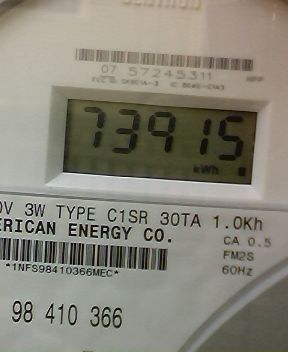 07 57245311
HPP
73915
kWh
0V 3W TYPE C1SR 30TA 1.0Kh
ERICAN ENERGY CO.
CA 0.5
FM2S
60Hz
*1NFS98410366MEC*
98 410 366